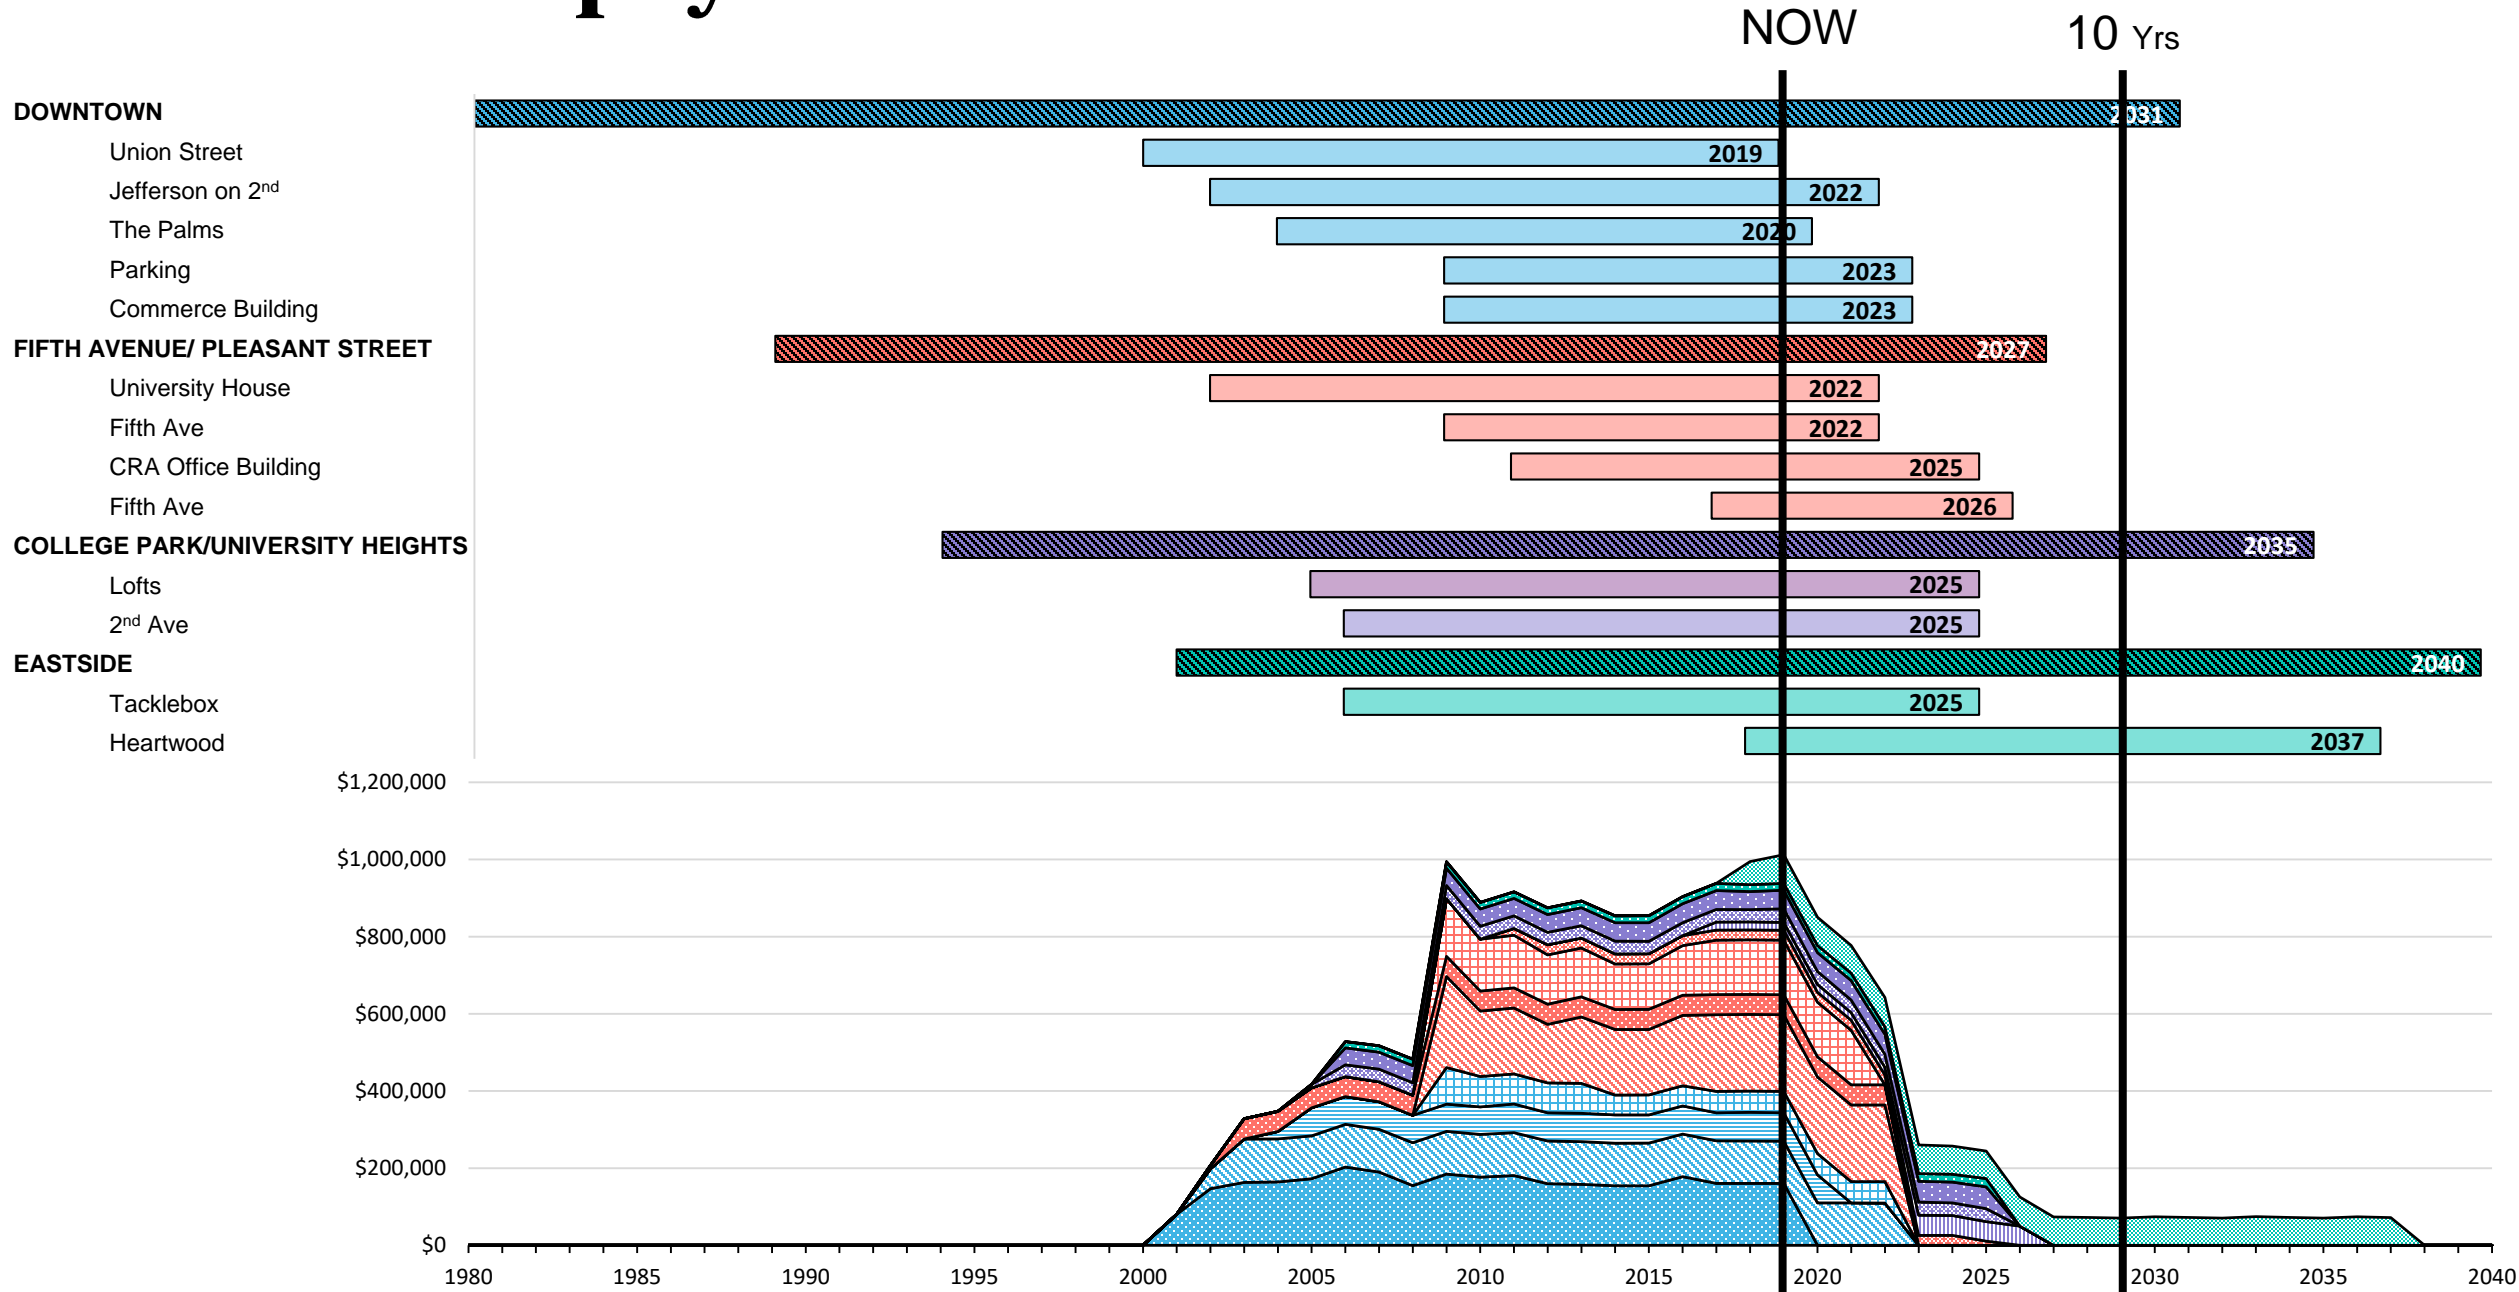 NOW
10 Yrs
DOWNTOWN 2031
Union Street 2019
Jefferson on 2nd 2022
The Palms 2020
Parking 2023
Commerce Building 2023
FIFTH AVENUE/ PLEASANT STREET 2027
University House 2022
Fifth Ave 2022
CRA Office Building 2025
Fifth Ave 2026
COLLEGE PARK/UNIVERSITY HEIGHTS 2035
Lofts 2025
2nd Ave 2025
EASTSIDE 2040
Tacklebox 2025
Heartwood 2037
$1,200,000
$1,000,000
$800,000
$600,000
$400,000
$200,000
$0
1980 1985 1990 1995 2000 2005 2010 2015 2020 2025 2030 2035 2040